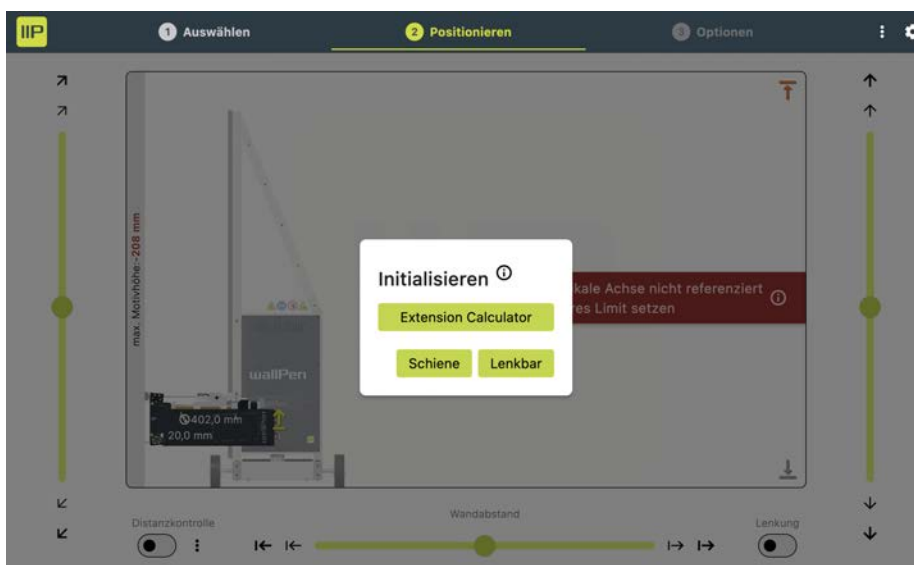 IIP
1 Auswählen
2 Positionieren
3 Optionen
max. Motivhöhe:-208 mm
Initialisieren
Extension Calculator
Schiene
Lenkbar
kale Achse nicht referenziert
res Limit setzen
wallPen
402,0 mm
20,0 mm
Distanzkontrolle
Wandabstand
Lenkung